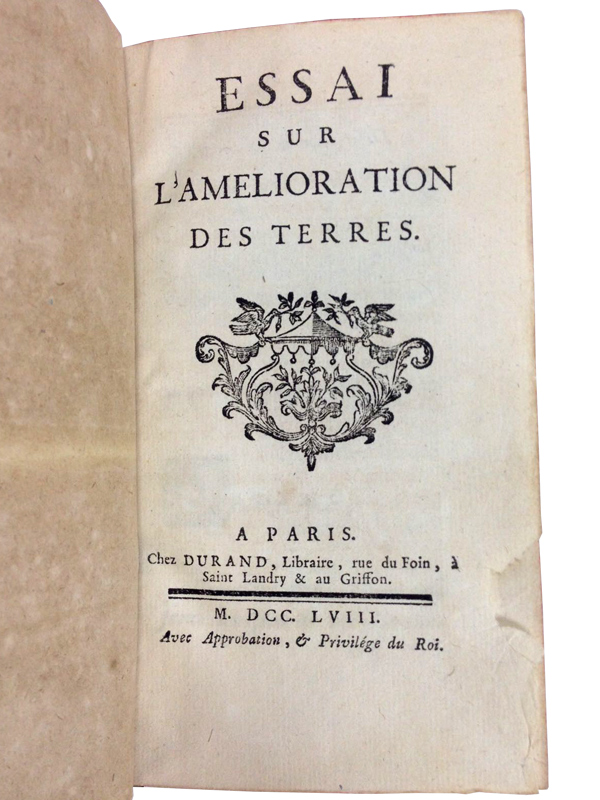 ESSAI
SUR
L'AMELIORATION
DES TERRES.
A PARIS.
Chez DURAND, Libraire, rue du Foin, à
Saint Landry & au Griffon.
M. DCC. LVIII.
Avec Approbation, & Privilége du Roi.